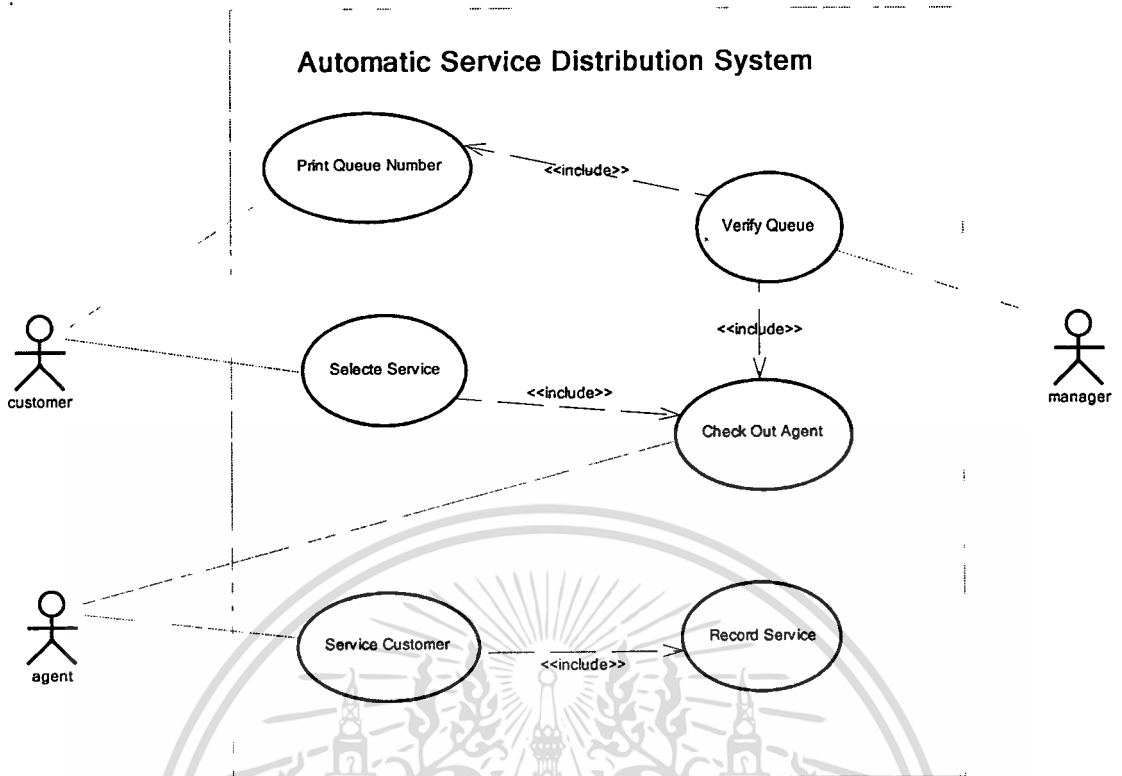 Automatic Service Distribution System
Print Queue Number
<<include>>
Verify Queue
<<include>>
customer
Selecte Service
<<include>>
manager
Check Out Agent
agent
Service Customer
<<include>>
Record Service